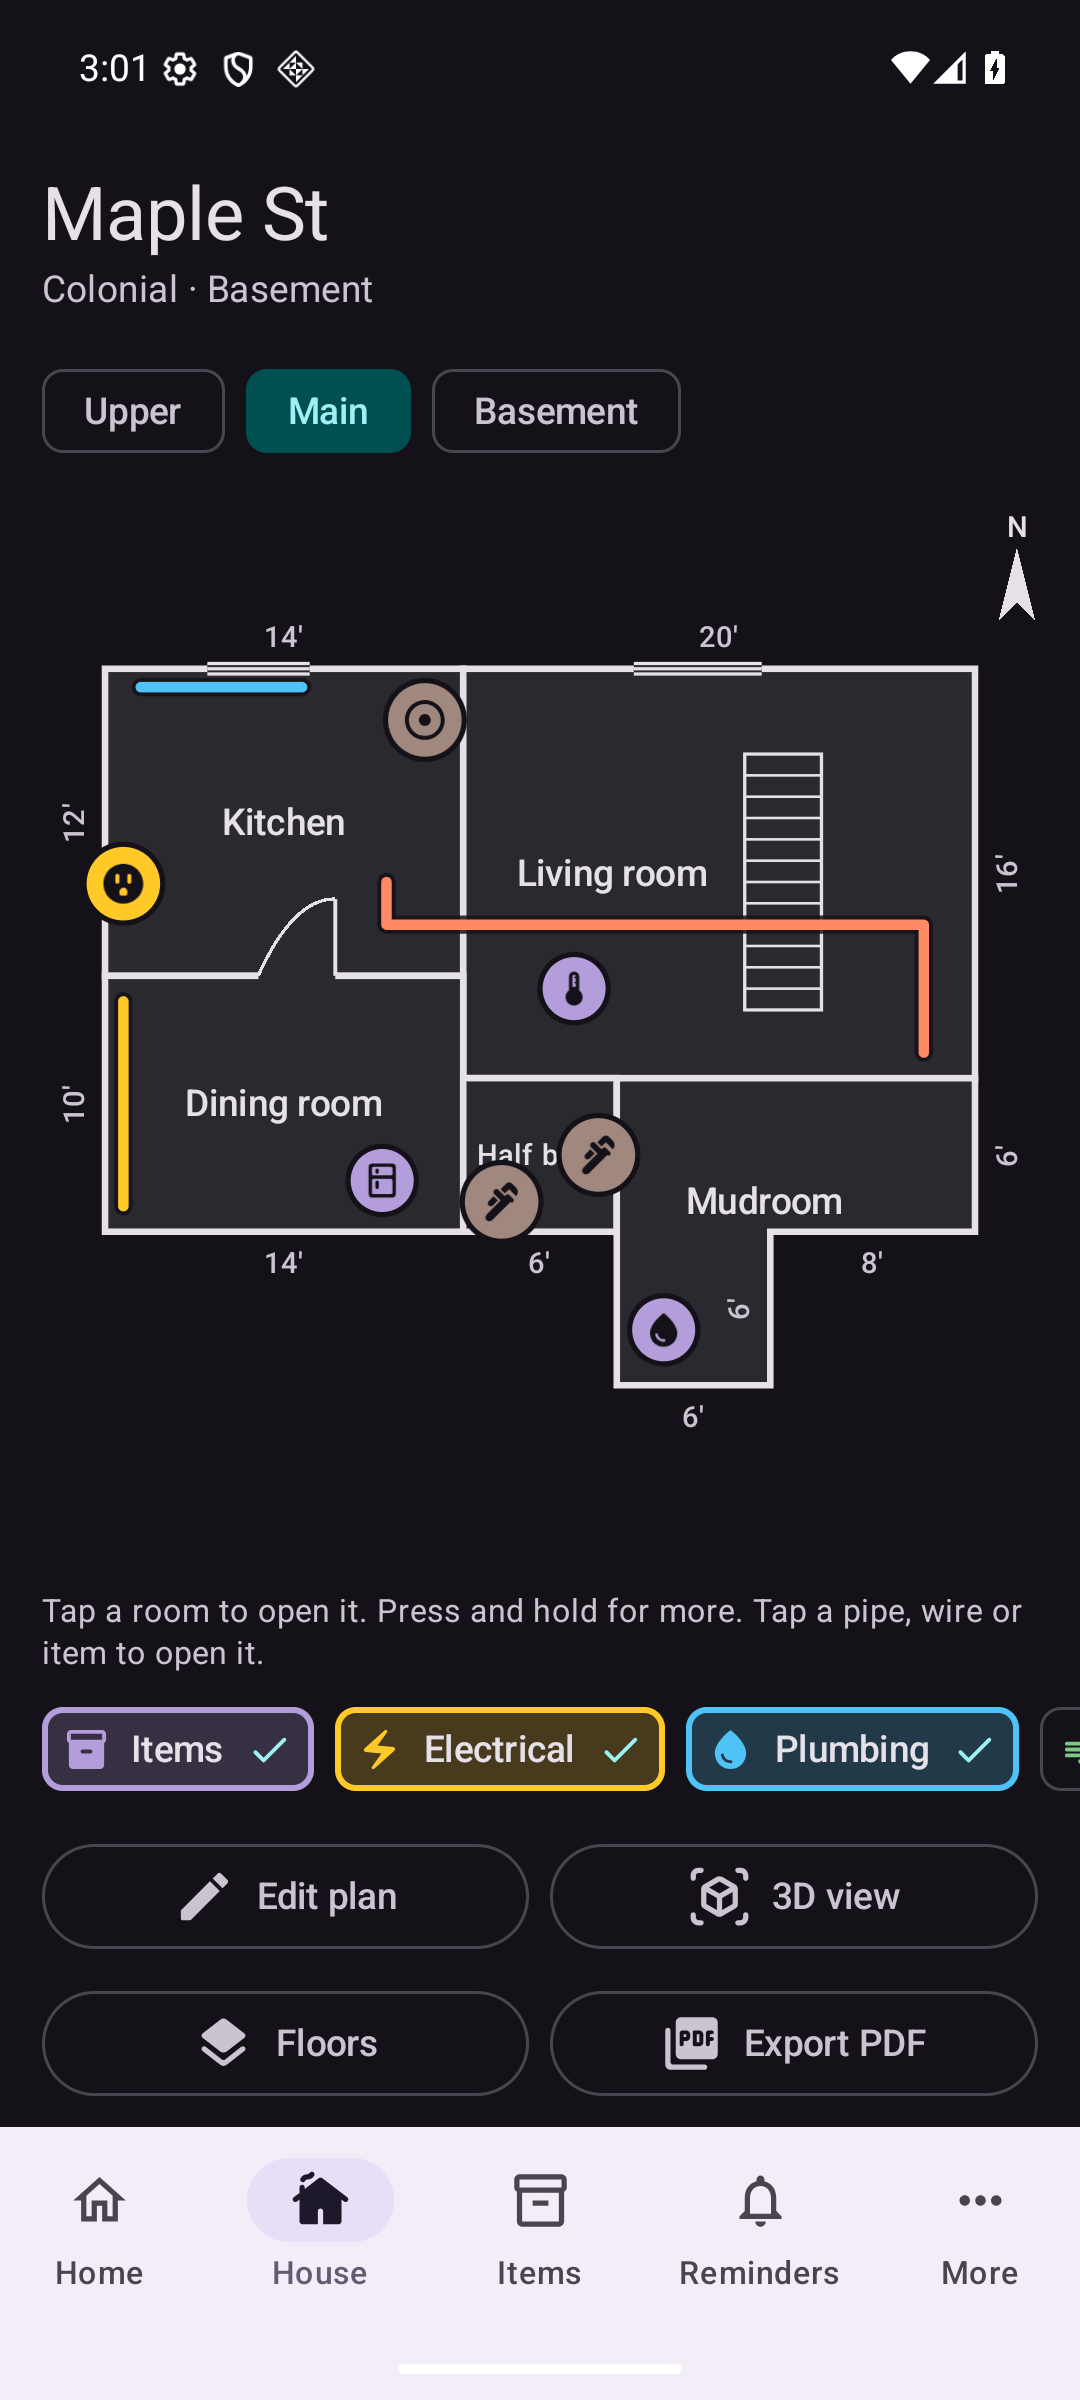 3:01
Maple St
Colonial · Basement
Upper
Main
Basement
N
14'
20'
12'
Kitchen
Living room
16'
10'
Dining room
Half b
Mudroom
6'
14'
6'
8'
6'
6'
Tap a room to open it. Press and hold for more. Tap a pipe, wire or
item to open it.
Items
Electrical
Plumbing
Edit plan
3D view
Floors
PDF
Export PDF
Home
House
Items
Reminders
More